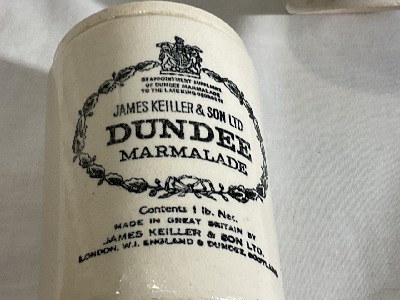 BY APPOINTMENT SUPPLIERS
OF DUNDEE MARMALADE
TO THE LATE KING GEORGE VI
JAMES KEILLER & SON LTD
DUNDEE
MARMALADE
Contents 1 lb. Net.
MADE IN GREAT BRITAIN BY
JAMES KEILLER & SON LTD.
LONDON, W.I. ENGLAND & DUNDEE, SCOTLAND